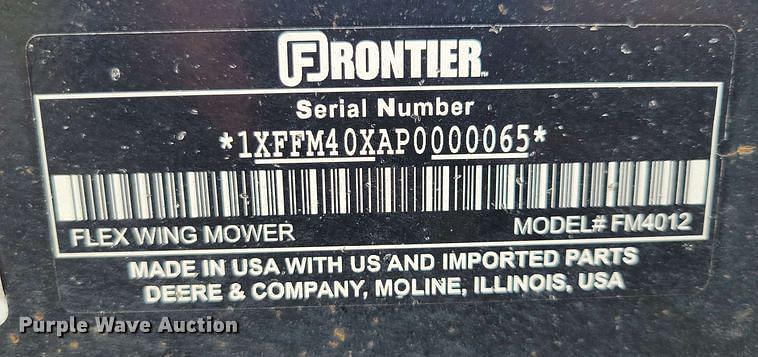 FRONTIER
Serial Number
*1XFFM40XAP0000065*
FLEX WING MOWER
MODEL# FM4012
MADE IN USA WITH US AND IMPORTED PARTS
DEERE & COMPANY, MOLINE, ILLINOIS, USA
Purple Wave Auction